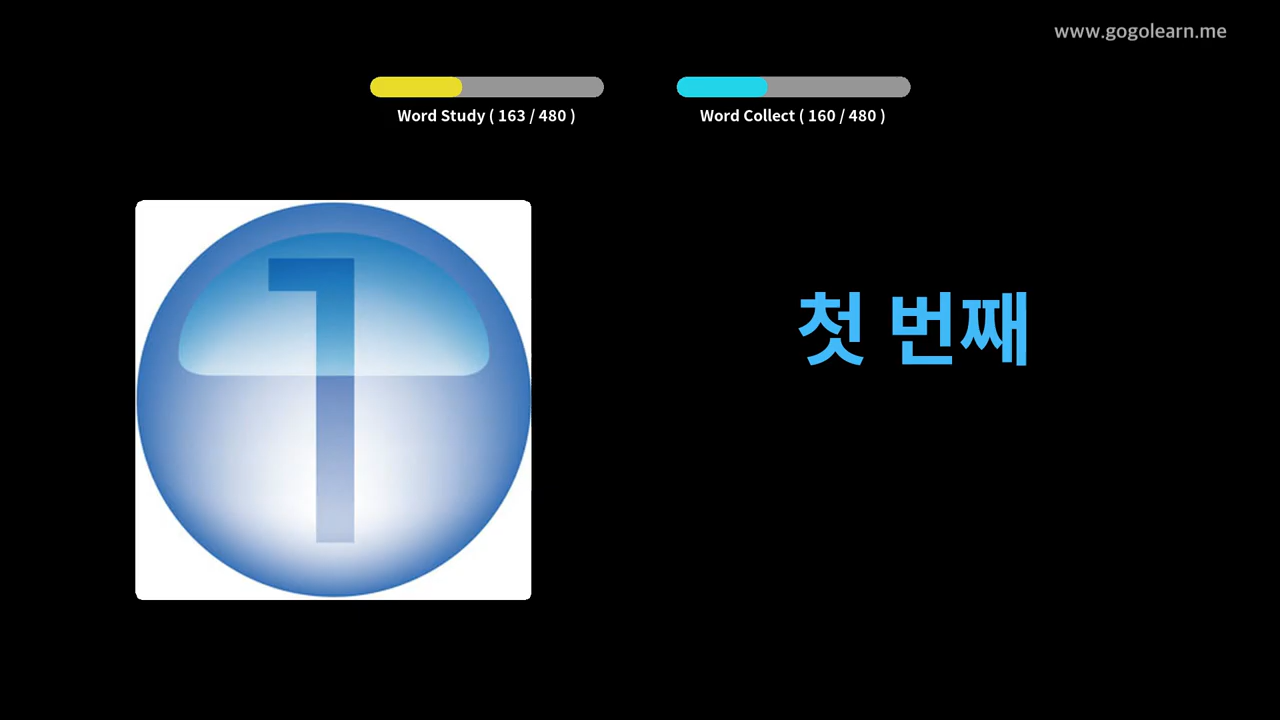 www.gogolearn.me
Word Study ( 163 / 480 )
Word Collect ( 160 / 480 )
1
첫 번째